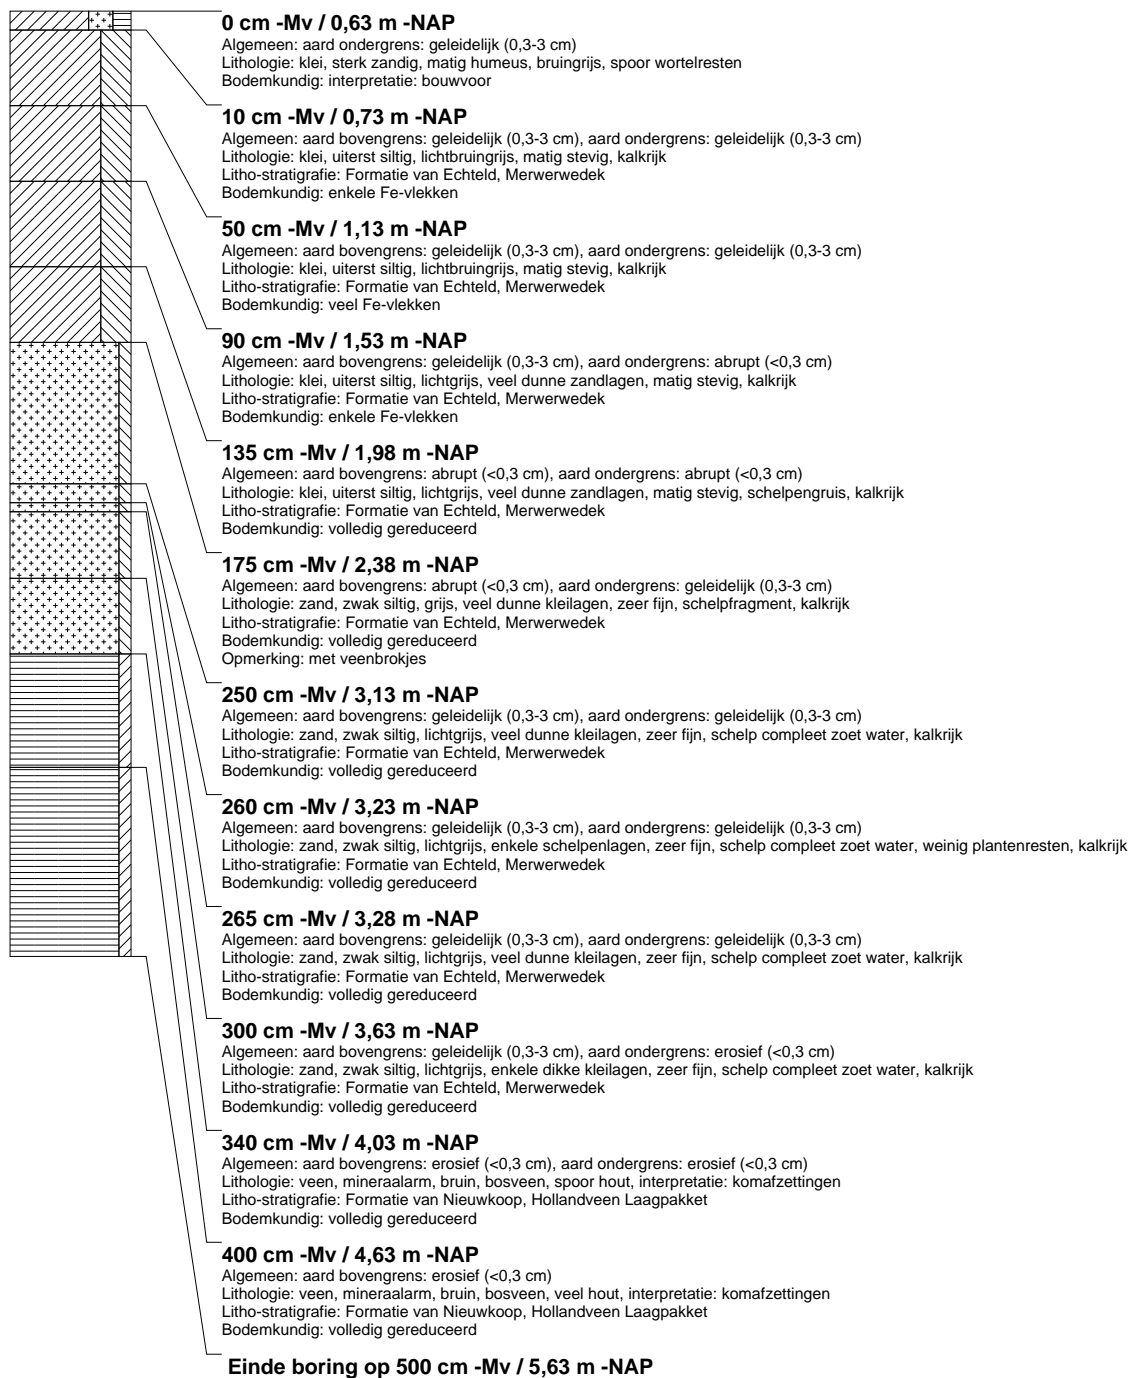 0 cm -Mv / 0,63 m -NAP
Algemeen: aard ondergrens: geleidelijk (0,3-3 cm)
Lithologie: klei, sterk zandig, matig humeus, bruingrijs, spoor wortelresten
Bodemkundig: interpretatie: bouwvoor
10 cm -Mv / 0,73 m -NAP
Algemeen: aard bovengrens: geleidelijk (0,3-3 cm), aard ondergrens: geleidelijk (0,3-3 cm)
Lithologie: klei, uiterst siltig, lichtbruingrijs, matig stevig, kalkrijk
Litho-stratigrafie: Formatie van Echteld, Merwerwedek
Bodemkundig: enkele Fe-vlekken
50 cm -Mv / 1,13 m -NAP
Algemeen: aard bovengrens: geleidelijk (0,3-3 cm), aard ondergrens: geleidelijk (0,3-3 cm)
Lithologie: klei, uiterst siltig, lichtbruingrijs, matig stevig, kalkrijk
Litho-stratigrafie: Formatie van Echteld, Merwerwedek
Bodemkundig: veel Fe-vlekken
90 cm -Mv / 1,53 m -NAP
Algemeen: aard bovengrens: geleidelijk (0,3-3 cm), aard ondergrens: abrupt (<0,3 cm)
Lithologie: klei, uiterst siltig, lichtgrijs, veel dunne zandlagen, matig stevig, kalkrijk
Litho-stratigrafie: Formatie van Echteld, Merwerwedek
Bodemkundig: enkele Fe-vlekken
135 cm -Mv / 1,98 m -NAP
Algemeen: aard bovengrens: abrupt (<0,3 cm), aard ondergrens: abrupt (<0,3 cm)
Lithologie: klei, uiterst siltig, lichtgrijs, veel dunne zandlagen, matig stevig, schelpengruis, kalkrijk
Litho-stratigrafie: Formatie van Echteld, Merwerwedek
Bodemkundig: volledig gereduceerd
175 cm -Mv / 2,38 m -NAP
Algemeen: aard bovengrens: abrupt (<0,3 cm), aard ondergrens: geleidelijk (0,3-3 cm)
Lithologie: zand, zwak siltig, grijs, veel dunne kleilagen, zeer fijn, schelpfragment, kalkrijk
Litho-stratigrafie: Formatie van Echteld, Merwerwedek
Bodemkundig: volledig gereduceerd
Opmerking: met veenbrokjes
250 cm -Mv / 3,13 m -NAP
Algemeen: aard bovengrens: geleidelijk (0,3-3 cm), aard ondergrens: geleidelijk (0,3-3 cm)
Lithologie: zand, zwak siltig, lichtgrijs, veel dunne kleilagen, zeer fijn, schelp compleet zoet water, kalkrijk
Litho-stratigrafie: Formatie van Echteld, Merwerwedek
Bodemkundig: volledig gereduceerd
260 cm -Mv / 3,23 m -NAP
Algemeen: aard bovengrens: geleidelijk (0,3-3 cm), aard ondergrens: geleidelijk (0,3-3 cm)
Lithologie: zand, zwak siltig, lichtgrijs, enkele schelpenlagen, zeer fijn, schelp compleet zoet water, weinig plantenresten, kalkrijk
Litho-stratigrafie: Formatie van Echteld, Merwerwedek
Bodemkundig: volledig gereduceerd
265 cm -Mv / 3,28 m -NAP
Algemeen: aard bovengrens: geleidelijk (0,3-3 cm), aard ondergrens: geleidelijk (0,3-3 cm)
Lithologie: zand, zwak siltig, lichtgrijs, veel dunne kleilagen, zeer fijn, schelp compleet zoet water, kalkrijk
Litho-stratigrafie: Formatie van Echteld, Merwerwedek
Bodemkundig: volledig gereduceerd
300 cm -Mv / 3,63 m -NAP
Algemeen: aard bovengrens: geleidelijk (0,3-3 cm), aard ondergrens: erosief (<0,3 cm)
Lithologie: zand, zwak siltig, lichtgrijs, enkele dikke kleilagen, zeer fijn, schelp compleet zoet water, kalkrijk
Litho-stratigrafie: Formatie van Echteld, Merwerwedek
Bodemkundig: volledig gereduceerd
340 cm -Mv / 4,03 m -NAP
Algemeen: aard bovengrens: erosief (<0,3 cm), aard ondergrens: erosief (<0,3 cm)
Lithologie: veen, mineraalarm, bruin, bosveen, spoor hout, interpretatie: komafzettingen
Litho-stratigrafie: Formatie van Nieuwkoop, Hollandveen Laagpakket
Bodemkundig: volledig gereduceerd
400 cm -Mv / 4,63 m -NAP
Algemeen: aard bovengrens: erosief (<0,3 cm)
Lithologie: veen, mineraalarm, bruin, bosveen, veel hout, interpretatie: komafzettingen
Litho-stratigrafie: Formatie van Nieuwkoop, Hollandveen Laagpakket
Bodemkundig: volledig gereduceerd
Einde boring op 500 cm -Mv / 5,63 m -NAP